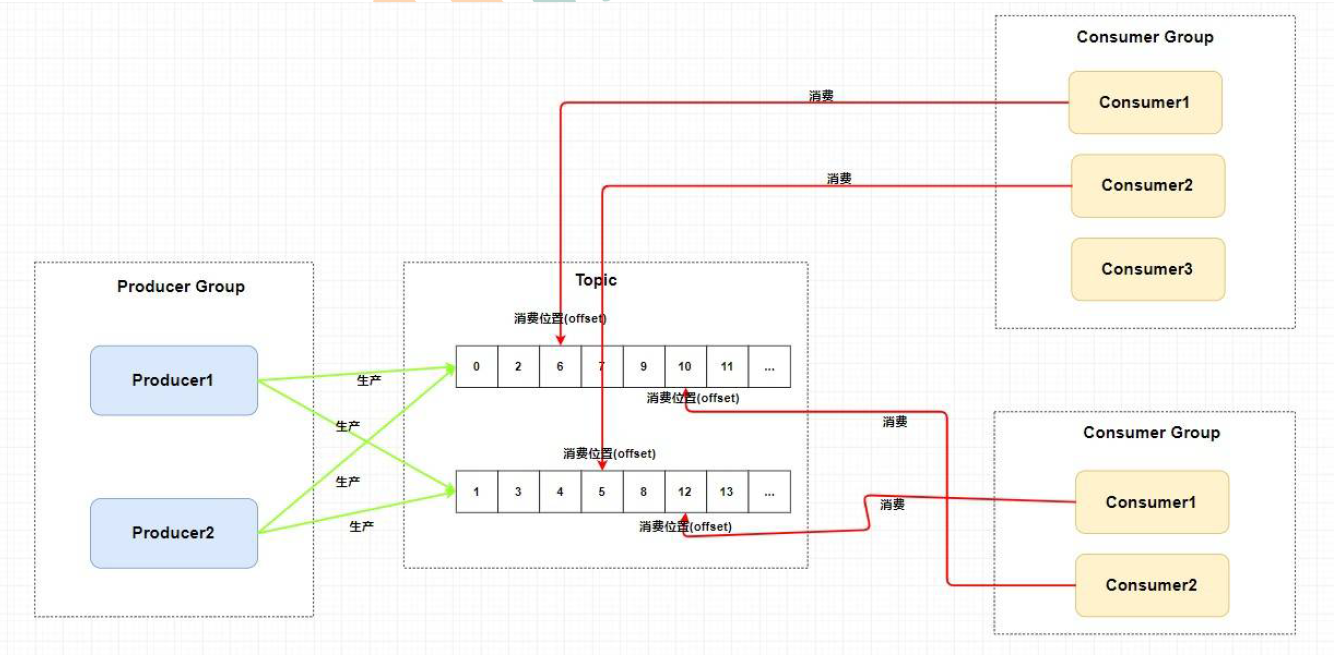 Consumer Group
Consumer1
消费
Consumer2
消费
Consumer3
Producer Group
Producer1
Producer2
生产
生产
生产
生产
Topic
消费位置(offset)
0 2 6 7 9 10 11 ...
消费位置(offset)
消费位置(offset)
1 3 4 5 8 12 13 ...
消费位置(offset)
消费
消费
Consumer Group
Consumer1
Consumer2